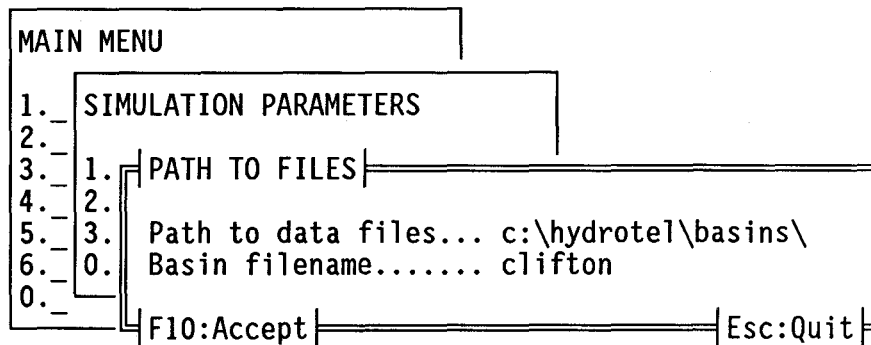 MAIN MENU
1._ SIMULATION PARAMETERS
2._
3._ 1. PATH TO FILES
4._ 2.
5._ 3. Path to data files... c:\hydrotel\basins\
6._ 0. Basin filename....... clifton
0._
F10:Accept Esc:Quit